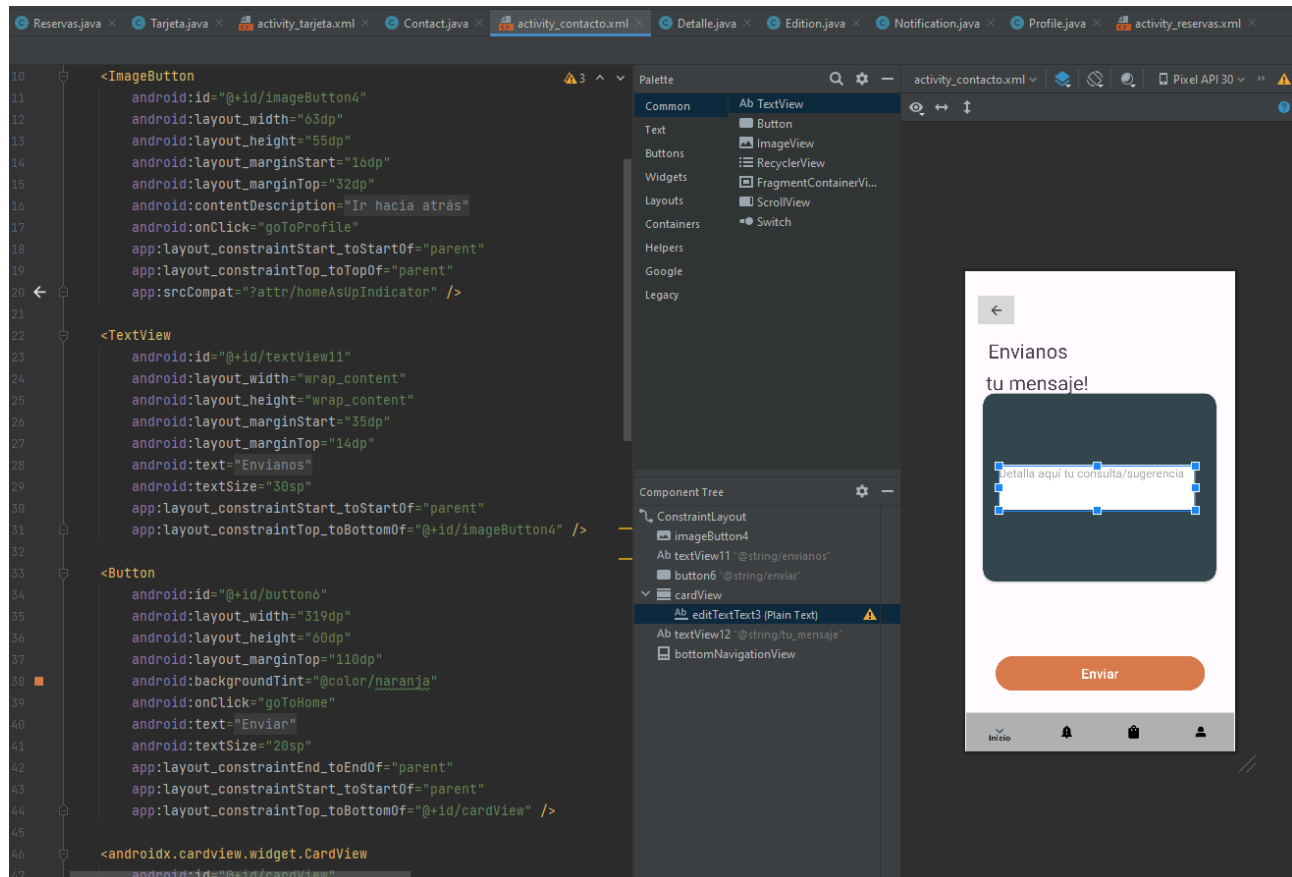 Reservas.java × Tarjeta.java × activity_tarjeta.xml × Contact.java × activity_contacto.xml × Detalle.java × Edition.java × Notification.java × Profile.java × activity_reservas.xml ×
10 <ImageButton
11 android:id="@+id/imageButton4"
12 android:layout_width="63dp"
13 android:layout_height="55dp"
14 android:layout_marginStart="16dp"
15 android:layout_marginTop="32dp"
16 android:contentDescription="Ir hacia atrás"
17 android:onClick="goToProfile"
18 app:layout_constraintStart_toStartOf="parent"
19 app:layout_constraintTop_toTopOf="parent"
20 app:srcCompat="?attr/homeAsUpIndicator" />
21
22 <TextView
23 android:id="@+id/textView11"
24 android:layout_width="wrap_content"
25 android:layout_height="wrap_content"
26 android:layout_marginStart="35dp"
27 android:layout_marginTop="14dp"
28 android:text="Envianos"
29 android:textSize="30sp"
30 app:layout_constraintStart_toStartOf="parent"
31 app:layout_constraintTop_toBottomOf="@+id/imageButton4" />
32
33 <Button
34 android:id="@+id/button6"
35 android:layout_width="319dp"
36 android:layout_height="60dp"
37 android:layout_marginTop="110dp"
38 android:backgroundTint="@color/naranja"
39 android:onClick="goToHome"
40 android:text="Enviar"
41 android:textSize="20sp"
42 app:layout_constraintEnd_toEndOf="parent"
43 app:layout_constraintStart_toStartOf="parent"
44 app:layout_constraintTop_toBottomOf="@+id/cardView" />
45
46 <androidx.cardview.widget.CardView
47 android:id="@+id/cardView"
3
Palette
Common
Text
Buttons
Widgets
Layouts
Containers
Helpers
Google
Legacy
Ab TextView
Button
ImageView
RecyclerView
FragmentContainerVi...
ScrollView
Switch
Component Tree
ConstraintLayout
imageButton4
Ab textView11 "@string/envianos"
button6 "@string/enviar"
cardView
Ab editTextText3 (Plain Text)
Ab textView12 "@string/tu_mensaje"
bottomNavigationView
activity_contacto.xml Pixel API 30 »
Envianos
tu mensaje!
Detalla aquí tu consulta/sugerencia
Enviar
Inicio